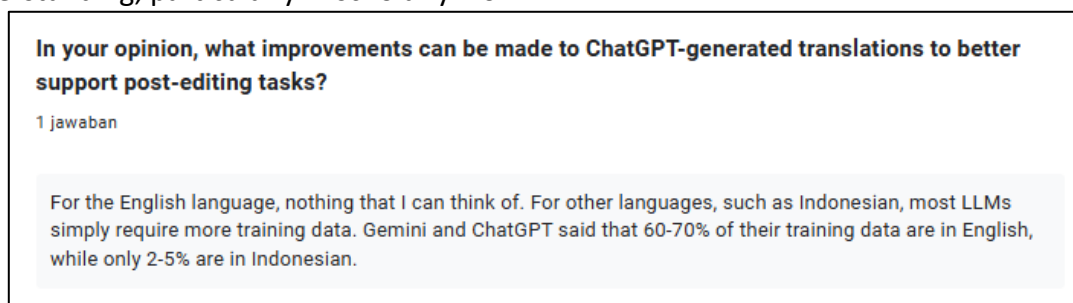 In your opinion, what improvements can be made to ChatGPT-generated translations to better
support post-editing tasks?
1 jawaban
For the English language, nothing that I can think of. For other languages, such as Indonesian, most LLMs
simply require more training data. Gemini and ChatGPT said that 60-70% of their training data are in English,
while only 2-5% are in Indonesian.